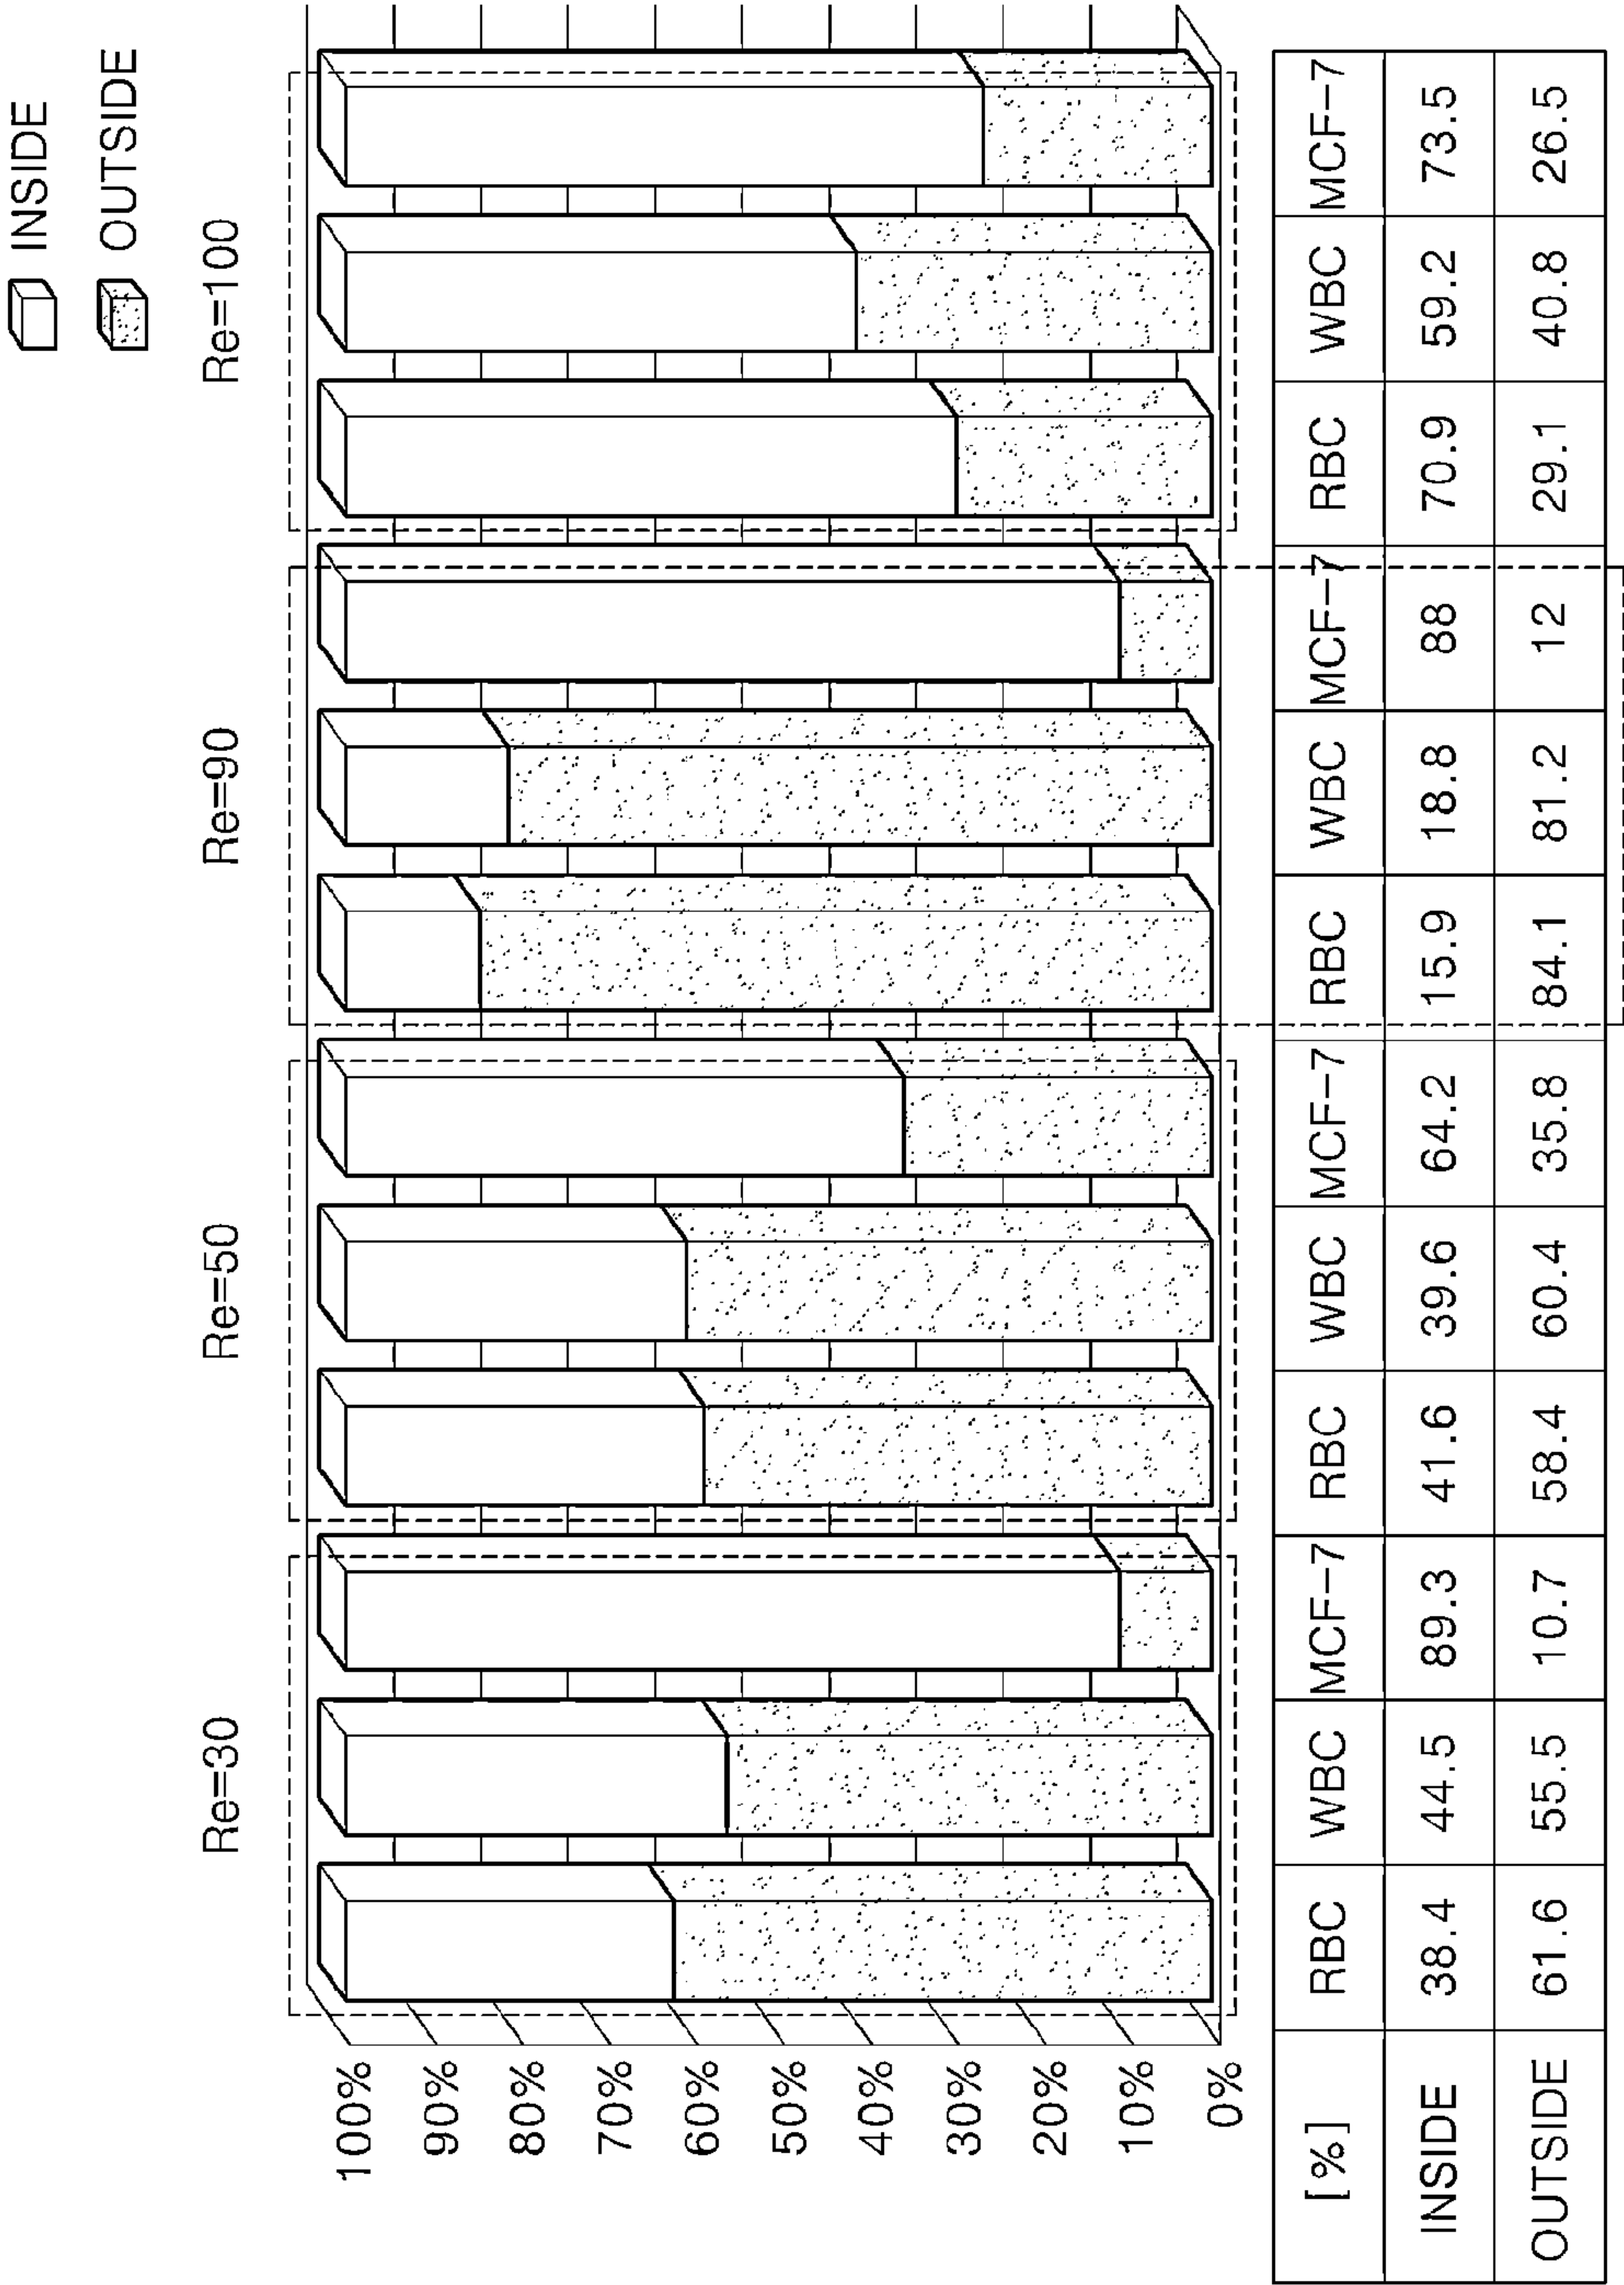 INSIDE
OUTSIDE
Re=30 Re=50 Re=90 Re=100
100%
90%
80%
70%
60%
50%
40%
30%
20%
10%
0%
[%] RBC WBC MCF-7 RBC WBC MCF-7 RBC WBC MCF-7 RBC WBC MCF-7
INSIDE 38.4 44.5 89.3 41.6 39.6 64.2 15.9 18.8 88 70.9 59.2 73.5
OUTSIDE 61.6 55.5 10.7 58.4 60.4 35.8 84.1 81.2 12 29.1 40.8 26.5